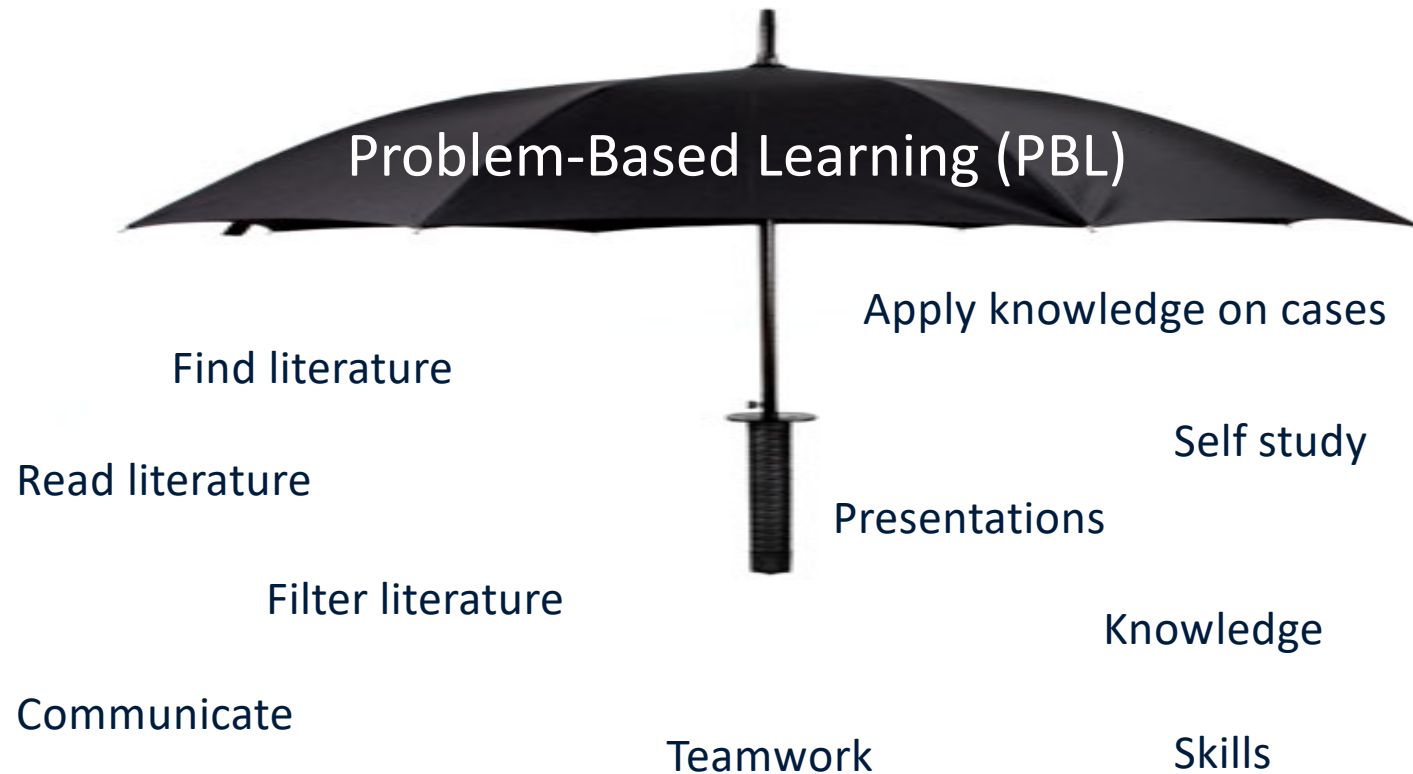 Problem-Based Learning (PBL)
Apply knowledge on cases
Find literature
Self study
Read literature
Presentations
Filter literature
Knowledge
Communicate
Teamwork
Skills